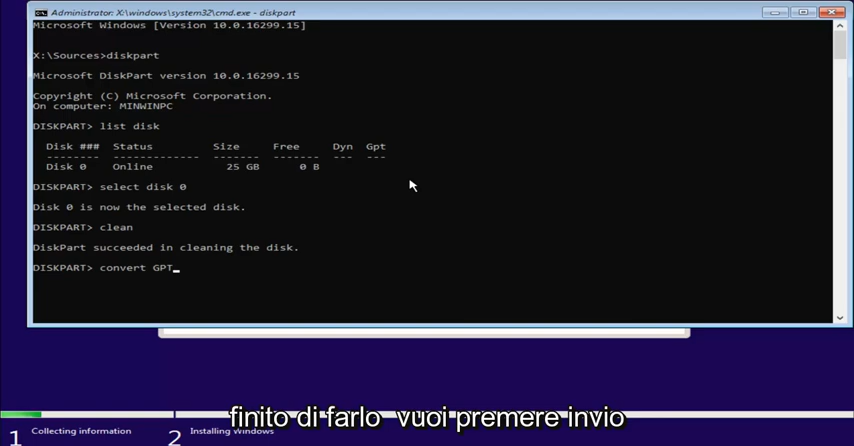 Administrator: X:\windows\system32\cmd.exe - diskpart
Microsoft Windows [Version 10.0.16299.15]
X:\Sources>diskpart
Microsoft DiskPart version 10.0.16299.15
Copyright (C) Microsoft Corporation.
On computer: MINWINPC
DISKPART> list disk
Disk ### Status Size Free Dyn Gpt
-------- ------------- ------- ------- --- ---
Disk 0 Online 25 GB 0 B
DISKPART> select disk 0
Disk 0 is now the selected disk.
DISKPART> clean
DiskPart succeeded in cleaning the disk.
DISKPART> convert GPT_
finito di farlo vuoi premere invio
1 Collecting information
2 Installing Windows